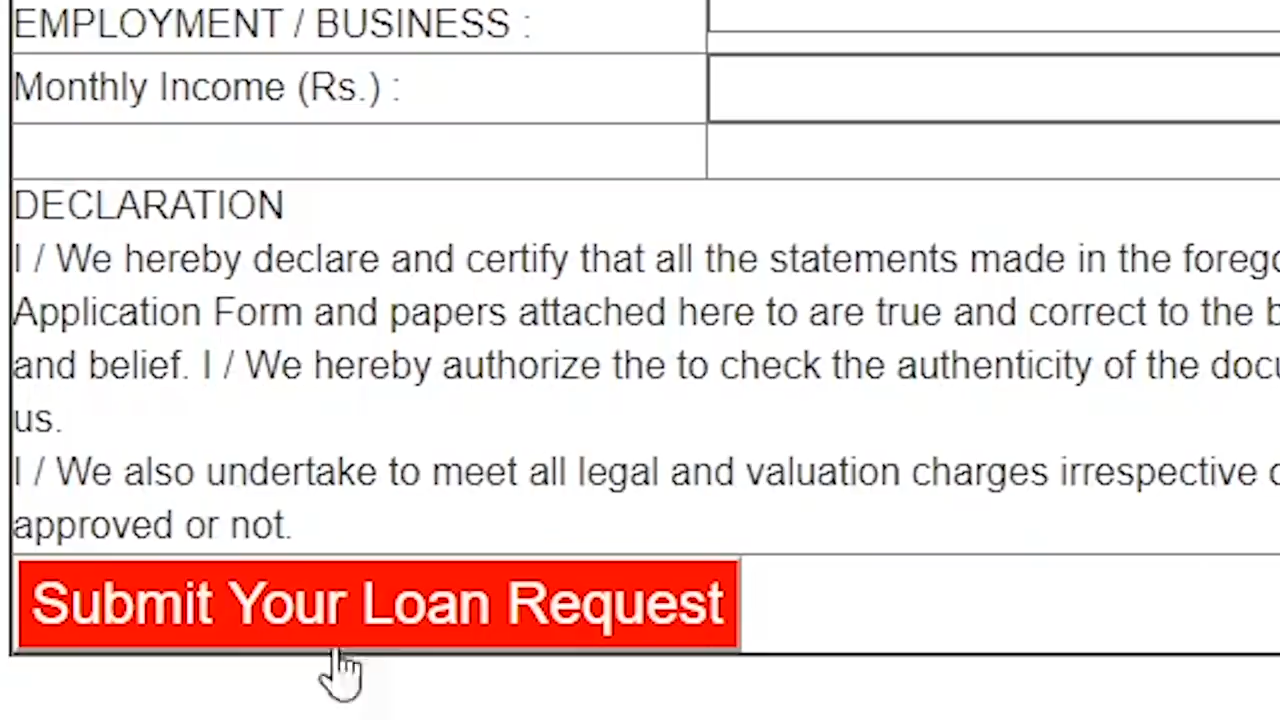 EMPLOYMENT / BUSINESS :
Monthly Income (Rs.) :
DECLARATION
I / We hereby declare and certify that all the statements made in the
Application Form and papers attached here to are true and correct to the
and belief. I / We hereby authorize the to check the authenticity of the
us.
I / We also undertake to meet all legal and valuation charges irrespective
approved or not.
Submit Your Loan Request